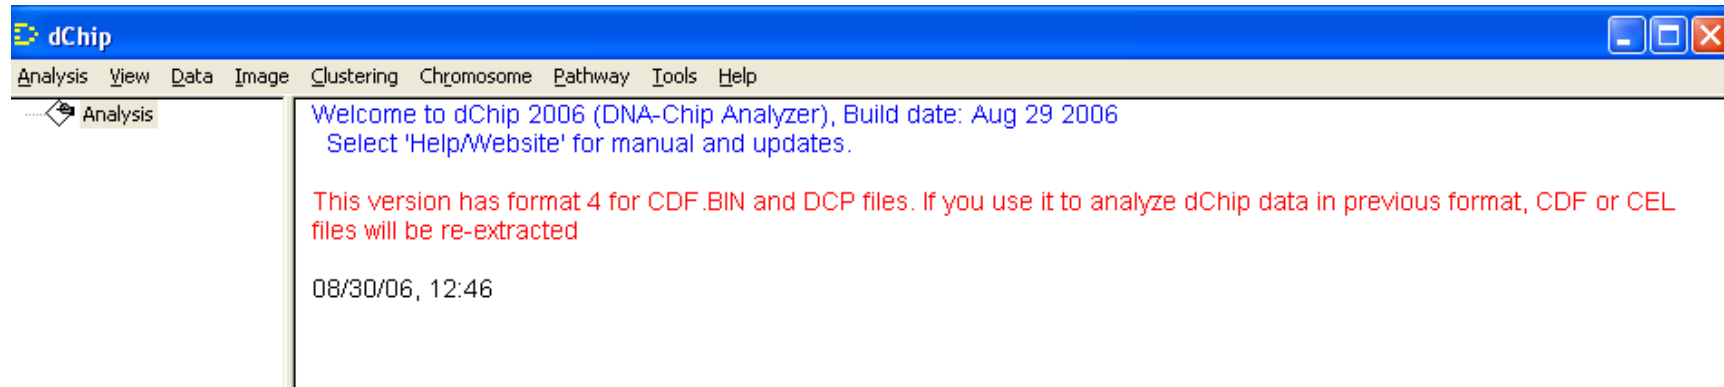 dChip
Analysis View Data Image Clustering Chromosome Pathway Tools Help
Analysis
Welcome to dChip 2006 (DNA-Chip Analyzer), Build date: Aug 29 2006
Select 'Help/Website' for manual and updates.
This version has format 4 for CDF.BIN and DCP files. If you use it to analyze dChip data in previous format, CDF or CEL
files will be re-extracted
08/30/06, 12:46